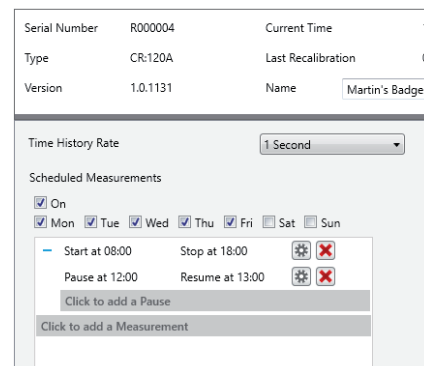 Serial Number R000004 Current Time
Type CR:120A Last Recalibration
Version 1.0.1131 Name Martin's Badge
Time History Rate 1 Second
Scheduled Measurements
On
Mon Tue Wed Thu Fri Sat Sun
Start at 08:00 Stop at 18:00
Pause at 12:00 Resume at 13:00
Click to add a Pause
Click to add a Measurement